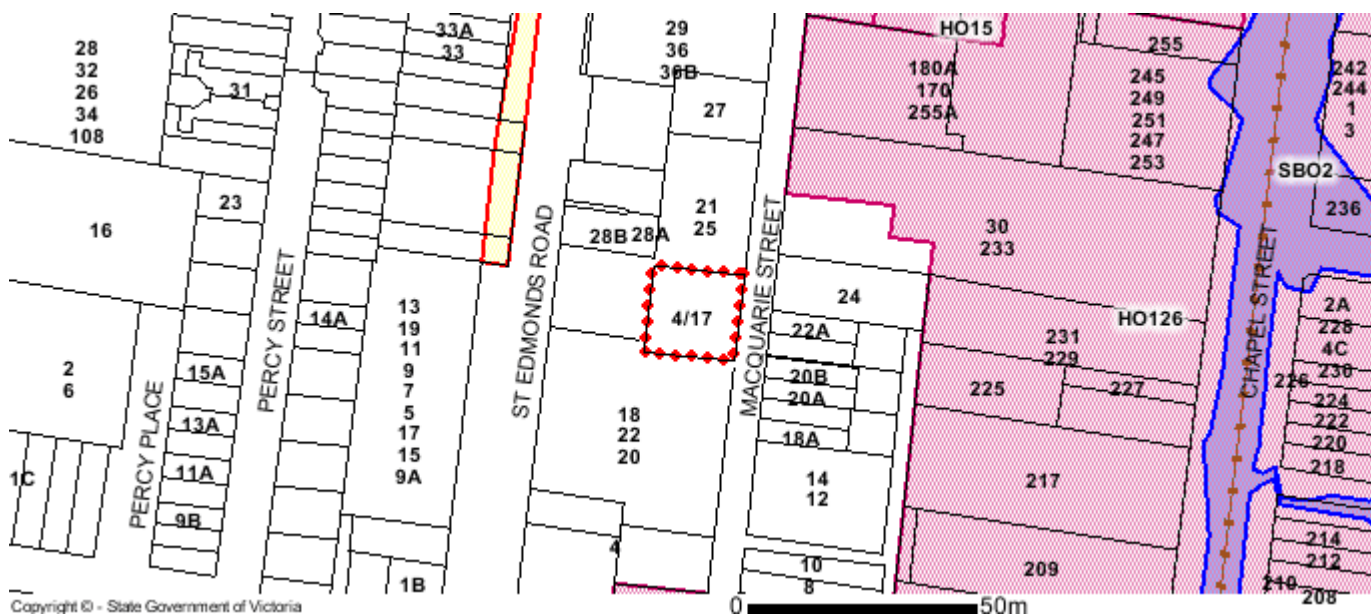 28
32
26
34
108
31
33A
33
29
36
36B
27
HO15
180A
170
255A
255
245
249
251
247
253
242
244
1
3
SBO2
236
16
23
PERCY STREET
ST EDMONDS ROAD
28B
28A
21
25
MACQUARIE STREET
30
233
CHAPEL STREET
2
6
PERCY PLACE
14A
13
19
11
9
7
5
17
15
9A
4/17
24
22A
20B
20A
18A
HO126
231
229
225
227
226
2A
228
4C
230
224
222
220
218
15A
13A
11A
9B
1C
18
22
20
14
12
217
4
1B
10
8
209
214
212
210
208
Copyright © - State Government of Victoria
0
50m